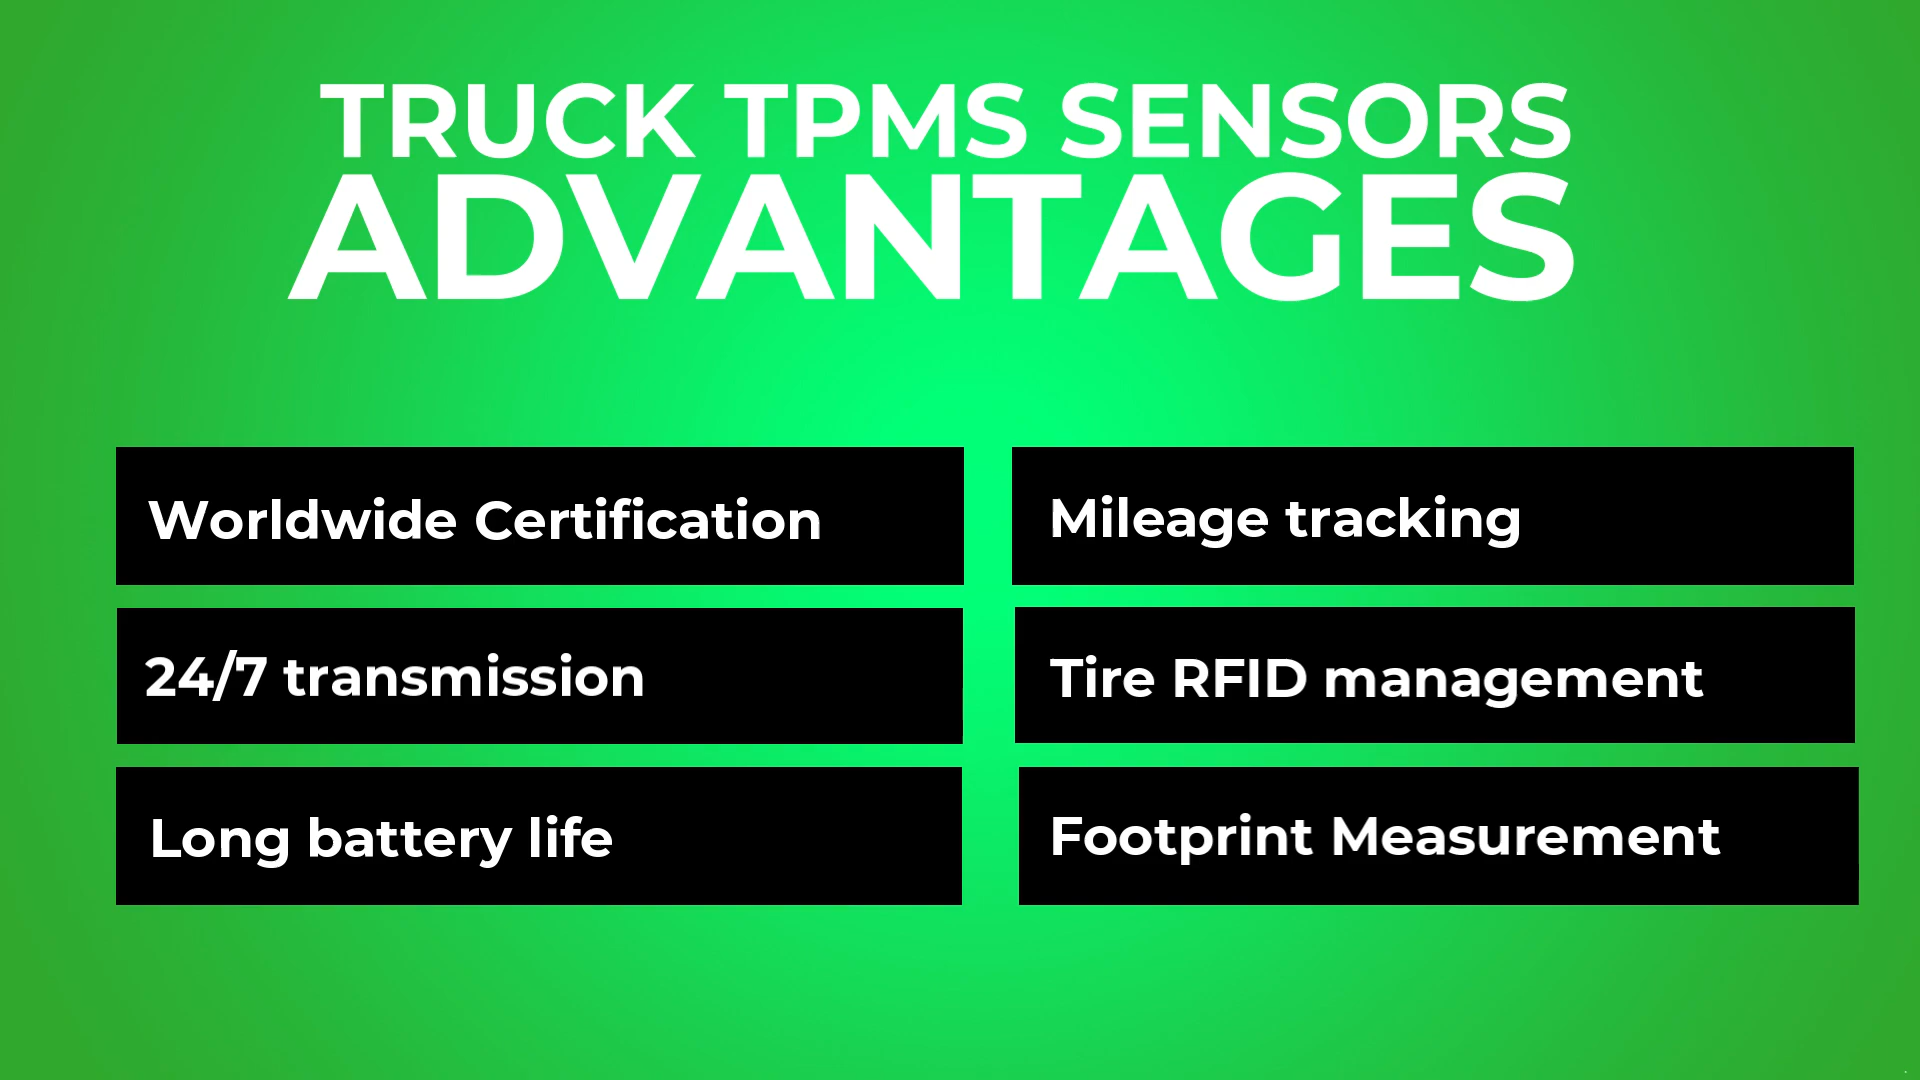 TRUCK TPMS SENSORS
ADVANTAGES
Worldwide Certification
Mileage tracking
24/7 transmission
Tire RFID management
Long battery life
Footprint Measurement